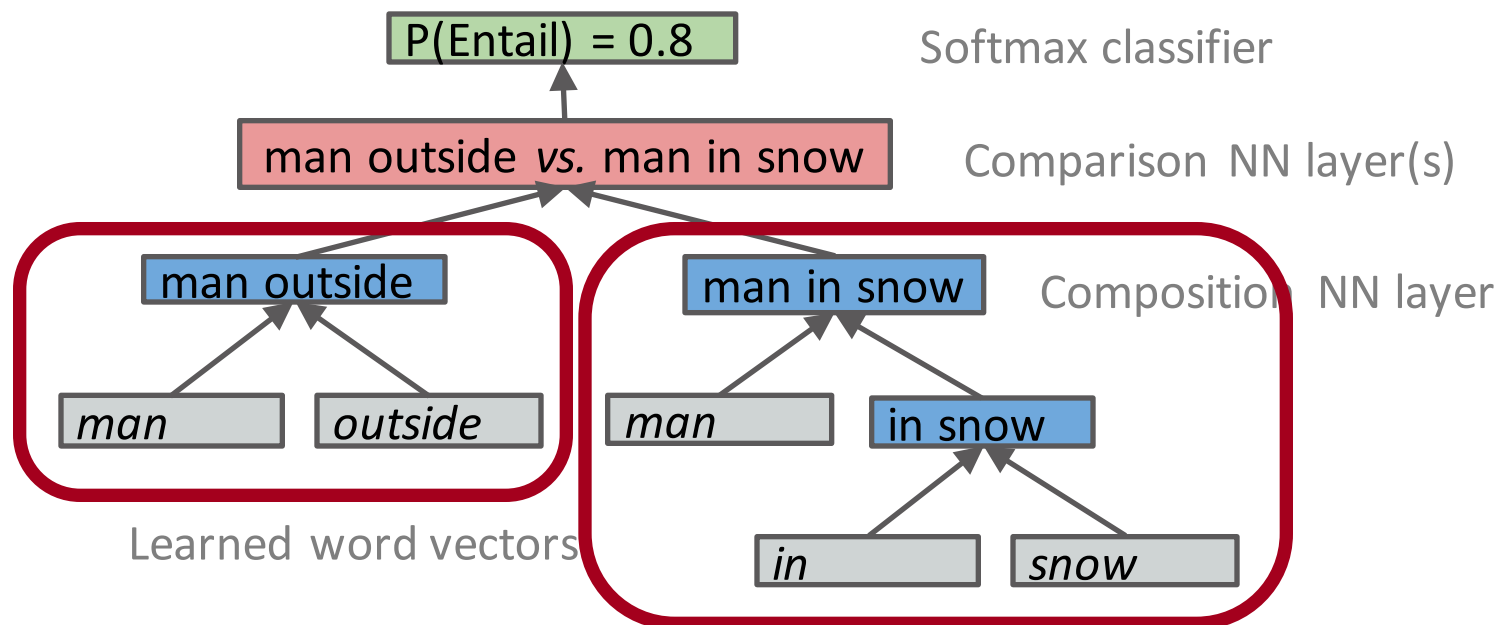 P(Entail) = 0.8
Softmax classifier
man outside vs. man in snow
Comparison NN layer(s)
man outside
man in snow
Composition NN layer
man
outside
man
in snow
Learned word vectors
in
snow